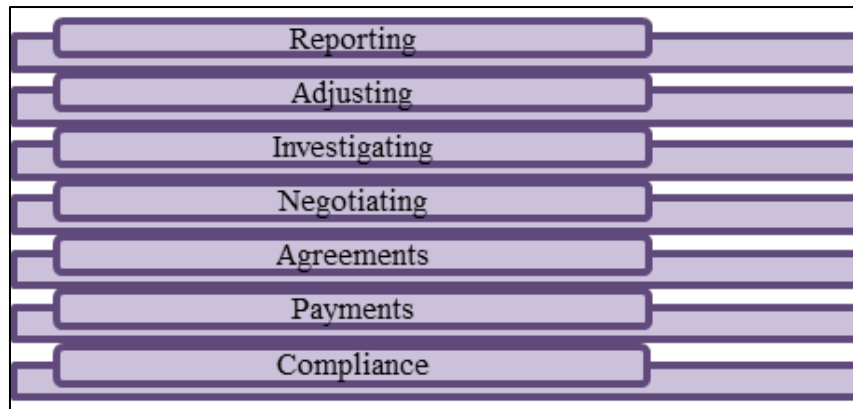 Reporting
Adjusting
Investigating
Negotiating
Agreements
Payments
Compliance